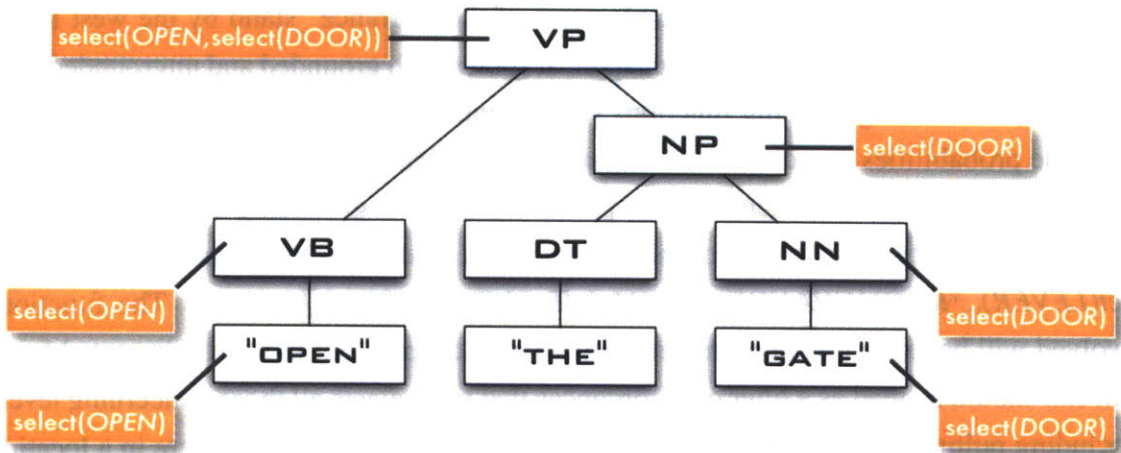 select(OPEN,select(DOOR))
VP
NP
select(DOOR)
VB
DT
NN
select(OPEN)
select(DOOR)
"OPEN"
"THE"
"GATE"
select(OPEN)
select(DOOR)